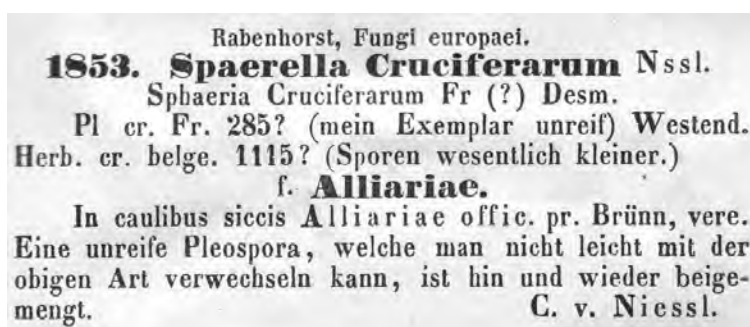 Rabenhorst, Fungi europaei.
1853. Spaerella Cruciferarum Nssl.
Sphaeria Cruciferarum Fr (?) Desm.
Pl cr. Fr. 285? (mein Exemplar unreif) Westend.
Herb. cr. belge. 1115? (Sporen wesentlich kleiner.)
f. Alliariae.
In caulibus siccis Alliariae offic. pr. Brünn, vere.
Eine unreife Pleospora, welche man nicht leicht mit der
obigen Art verwechseln kann, ist hin und wieder beige-
mengt. C. v. Niessl.